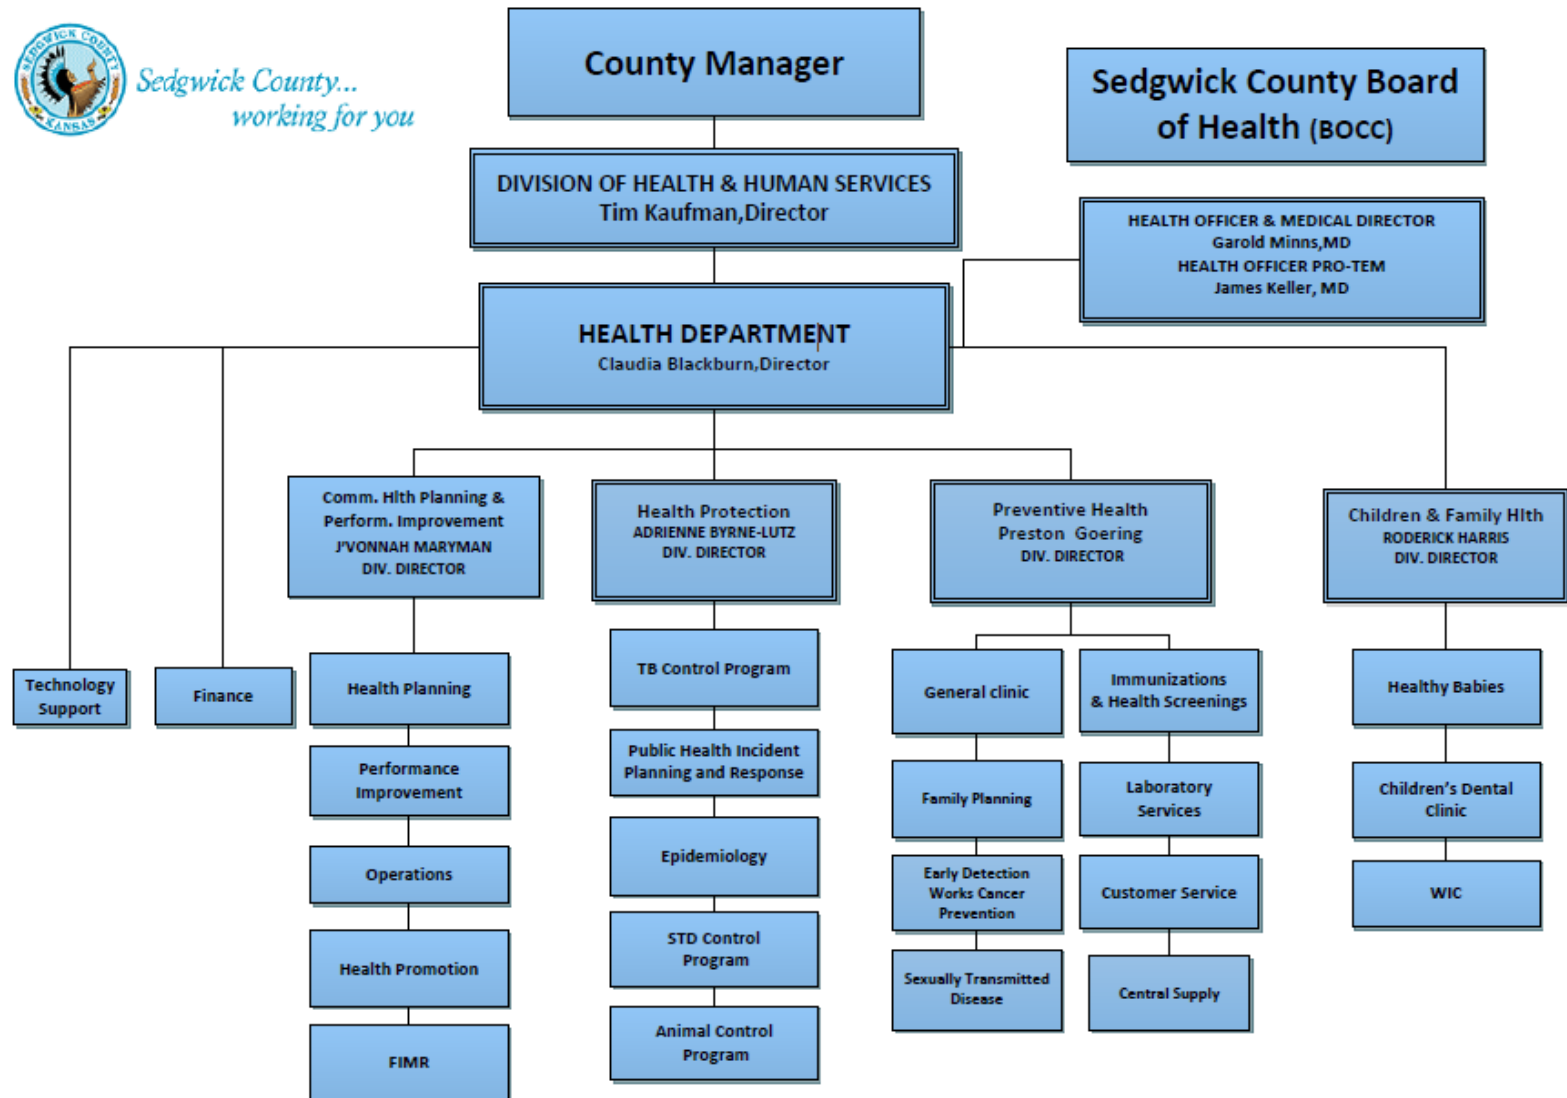 SEDGWICK COUNTY
KANSAS
Sedgwick County...
working for you
County Manager
Sedgwick County Board
of Health (BOCC)
DIVISION OF HEALTH & HUMAN SERVICES
Tim Kaufman,Director
HEALTH OFFICER & MEDICAL DIRECTOR
Garold Minns,MD
HEALTH OFFICER PRO-TEM
James Keller, MD
HEALTH DEPARTMENT
Claudia Blackburn,Director
Comm. Hlth Planning &
Perform. Improvement
J'VONNAH MARYMAN
DIV. DIRECTOR
Health Protection
ADRIENNE BYRNE-LUTZ
DIV. DIRECTOR
Preventive Health
Preston Goering
DIV. DIRECTOR
Children & Family Hlth
RODERICK HARRIS
DIV. DIRECTOR
Technology
Support
Finance
Health Planning
Performance
Improvement
Operations
Health Promotion
FIMR
TB Control Program
Public Health Incident
Planning and Response
Epidemiology
STD Control
Program
Animal Control
Program
General clinic
Family Planning
Early Detection
Works Cancer
Prevention
Sexually Transmitted
Disease
Immunizations
& Health Screenings
Laboratory
Services
Customer Service
Central Supply
Healthy Babies
Children's Dental
Clinic
WIC